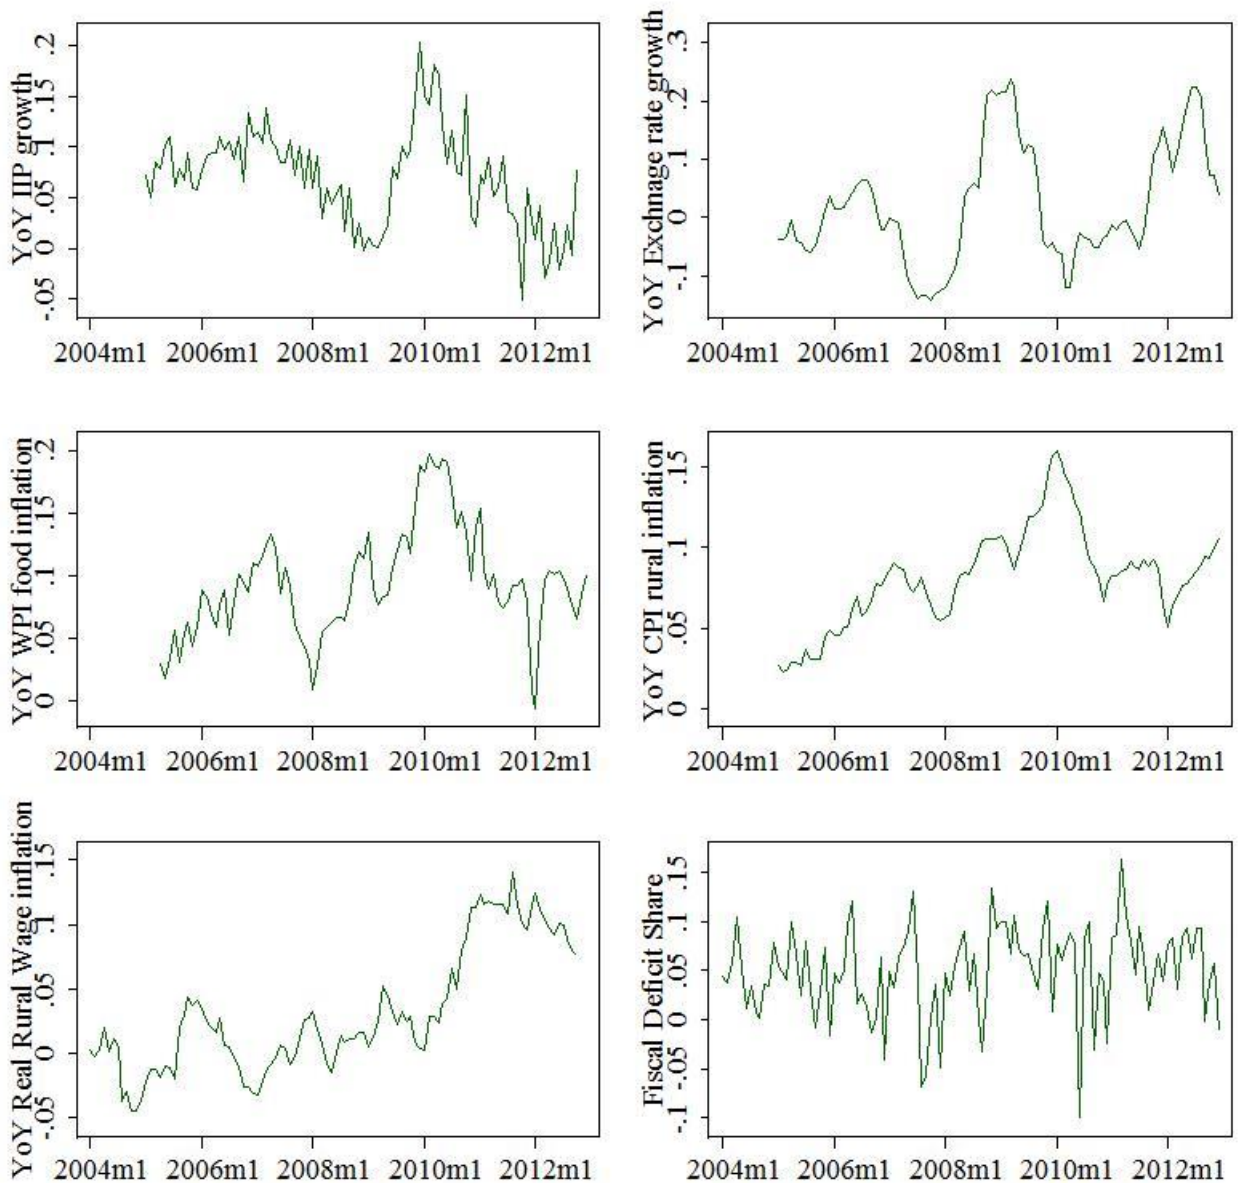 YoY IIP growth
.2
.15
.1
.05
0
-.05
2004m1 2006m1 2008m1 2010m1 2012m1
YoY Exchnage rate growth
.3
.2
.1
0
-.1
2004m1 2006m1 2008m1 2010m1 2012m1
YoY WPI food inflation
.2
.15
.1
.05
0
2004m1 2006m1 2008m1 2010m1 2012m1
YoY CPI rural inflation
.15
.1
.05
0
2004m1 2006m1 2008m1 2010m1 2012m1
YoY Real Rural Wage inflation
.15
.1
.05
0
-.05
2004m1 2006m1 2008m1 2010m1 2012m1
Fiscal Deficit Share
.15
.1
.05
0
-.05
-.1
2004m1 2006m1 2008m1 2010m1 2012m1